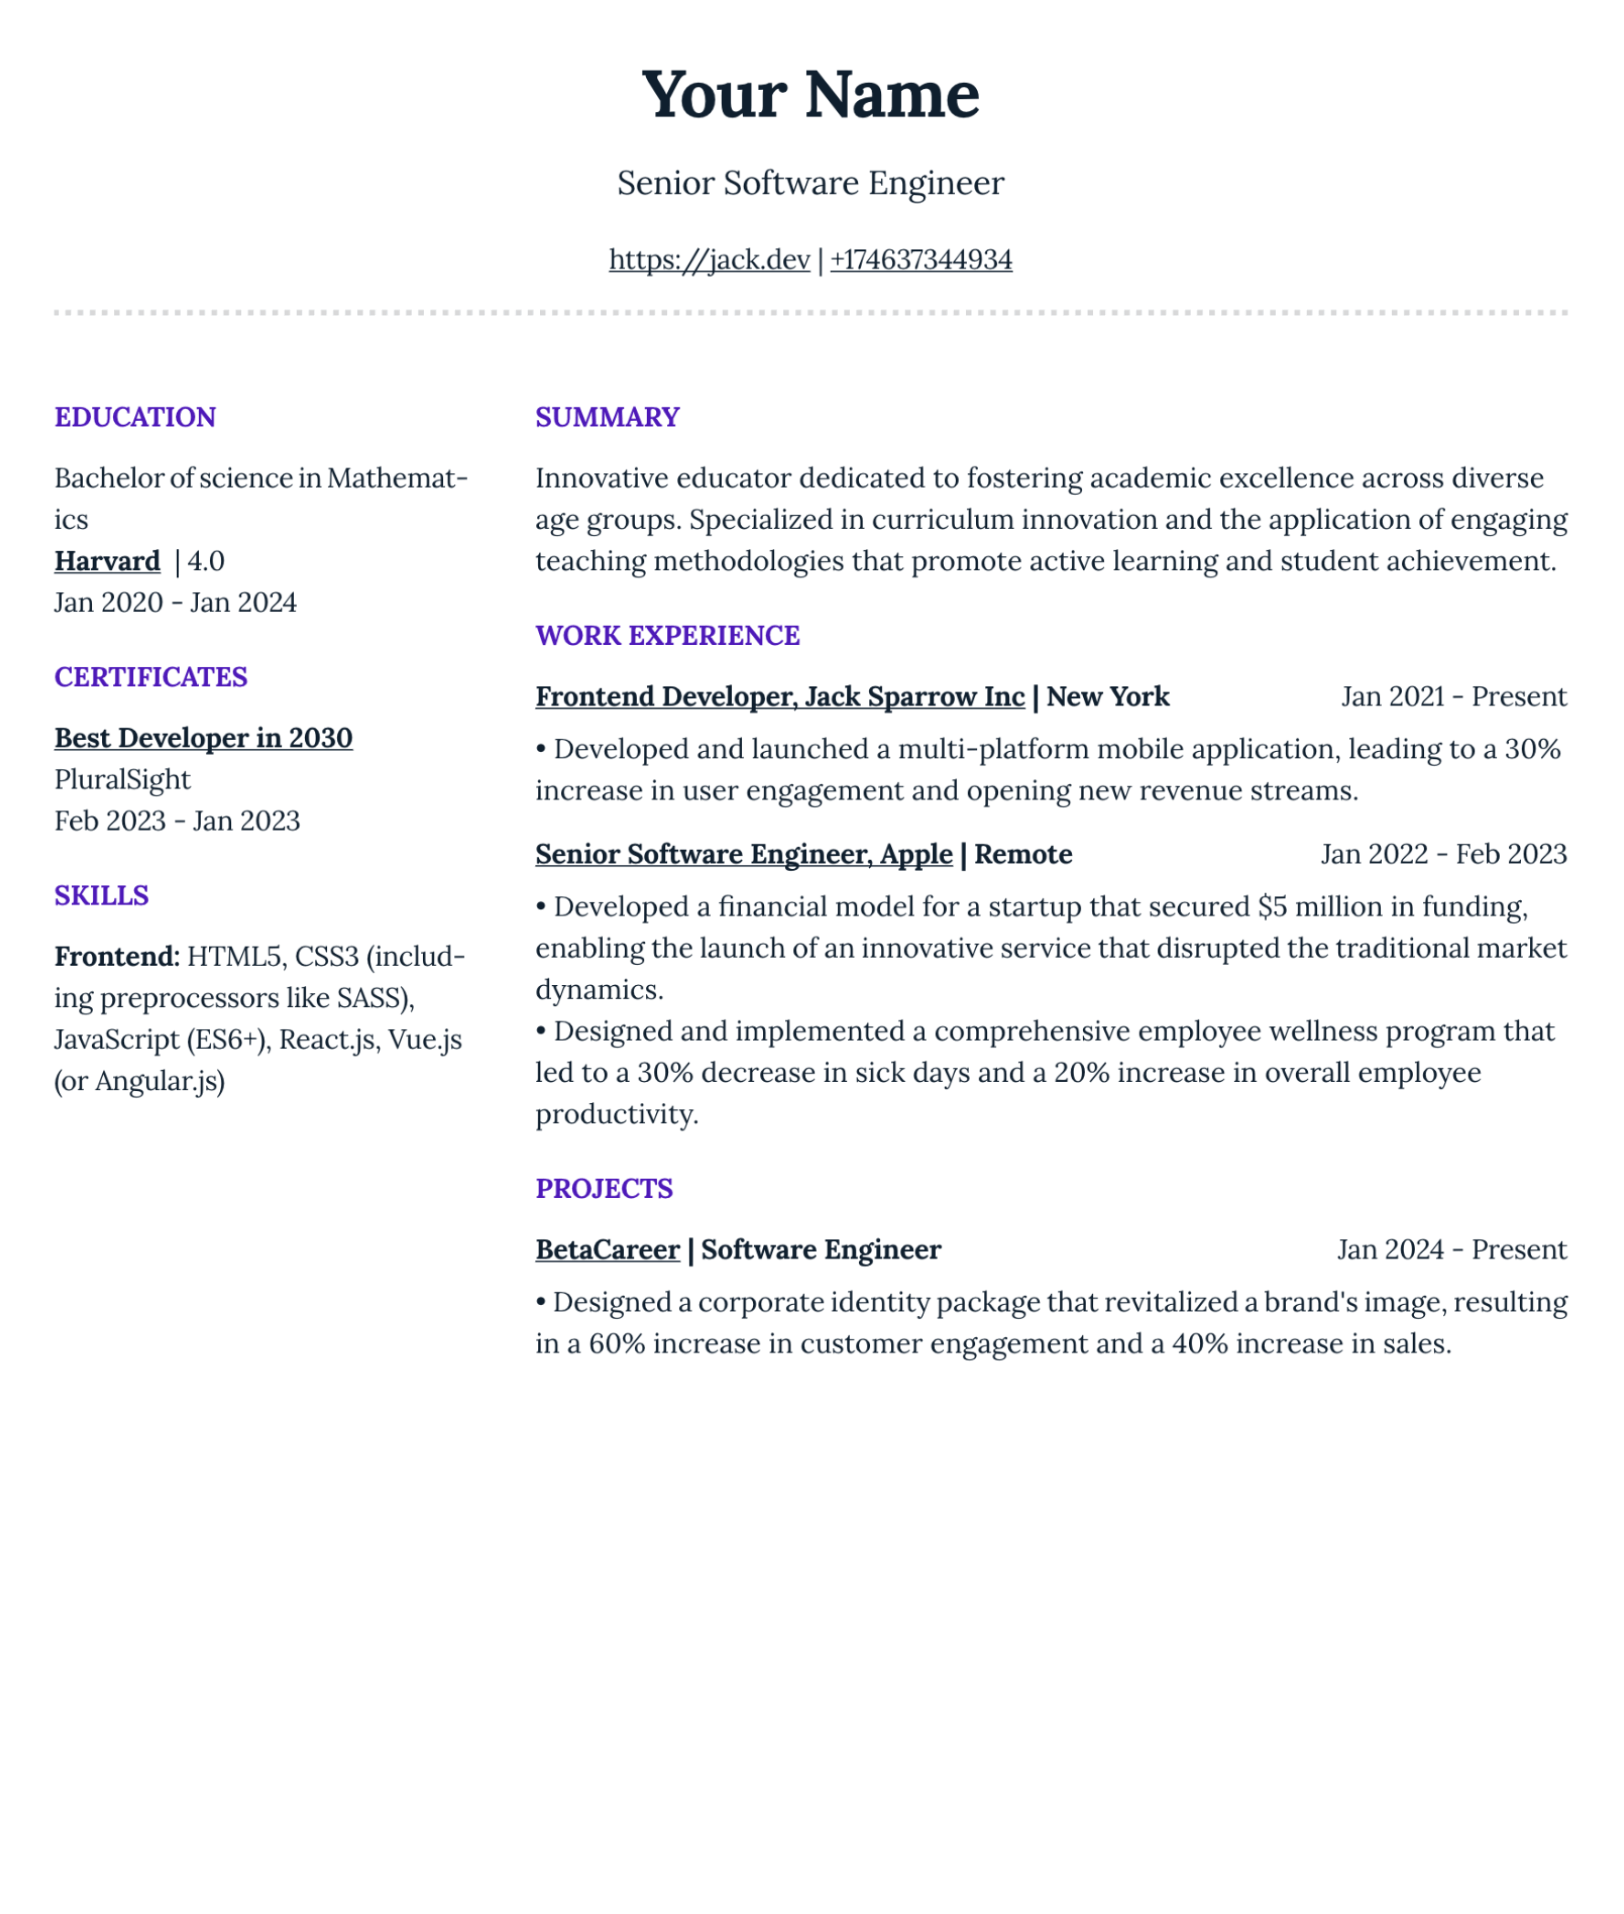 Your Name
Senior Software Engineer
https://jack.dev | +174637344934
EDUCATION
Bachelor of science in Mathemat-
ics
Harvard | 4.0
Jan 2020 - Jan 2024
CERTIFICATES
Best Developer in 2030
PluralSight
Feb 2023 - Jan 2023
SKILLS
Frontend: HTML5, CSS3 (includ-
ing preprocessors like SASS),
JavaScript (ES6+), React.js, Vue.js
(or Angular.js)
SUMMARY
Innovative educator dedicated to fostering academic excellence across diverse
age groups. Specialized in curriculum innovation and the application of engaging
teaching methodologies that promote active learning and student achievement.
WORK EXPERIENCE
Frontend Developer, Jack Sparrow Inc | New York Jan 2021 - Present
• Developed and launched a multi-platform mobile application, leading to a 30%
increase in user engagement and opening new revenue streams.
Senior Software Engineer, Apple | Remote Jan 2022 - Feb 2023
• Developed a financial model for a startup that secured $5 million in funding,
enabling the launch of an innovative service that disrupted the traditional market
dynamics.
• Designed and implemented a comprehensive employee wellness program that
led to a 30% decrease in sick days and a 20% increase in overall employee
productivity.
PROJECTS
BetaCareer | Software Engineer Jan 2024 - Present
• Designed a corporate identity package that revitalized a brand's image, resulting
in a 60% increase in customer engagement and a 40% increase in sales.